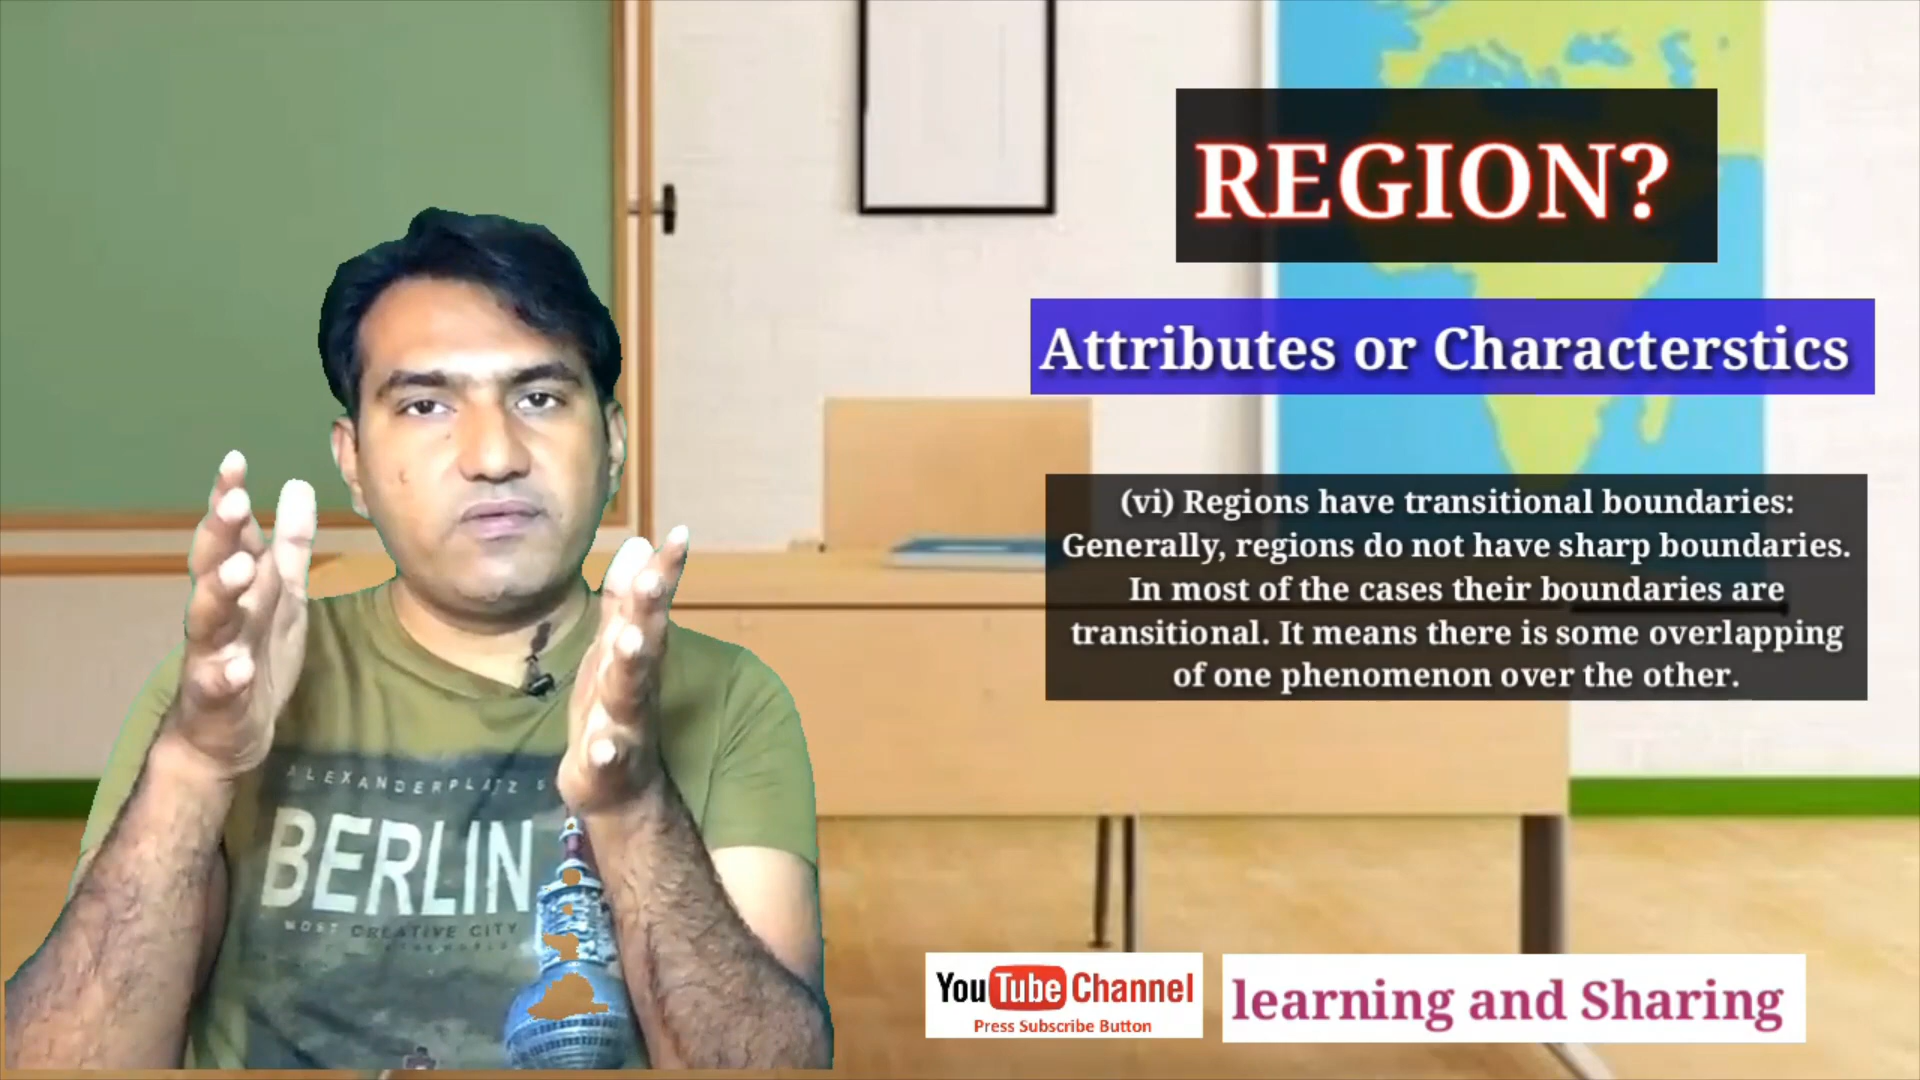 REGION?
Attributes or Characterstics
(vi) Regions have transitional boundaries:
Generally, regions do not have sharp boundaries.
In most of the cases their boundaries are
transitional. It means there is some overlapping
of one phenomenon over the other.
ALEXANDERPLATZ
BERLIN
MOST CREATIVE CITY
YouTube Channel
Press Subscribe Button
learning and Sharing